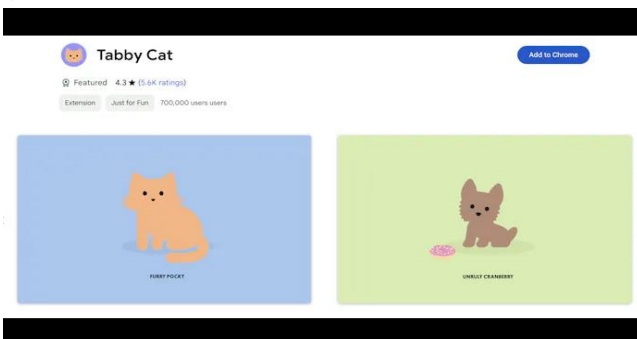 Tabby Cat
Add to Chrome
Featured 4.3 ★ (5.6K ratings)
Extension Just for Fun 700,000 users users
FURRY POCKY
UNRULY CRANBERRY